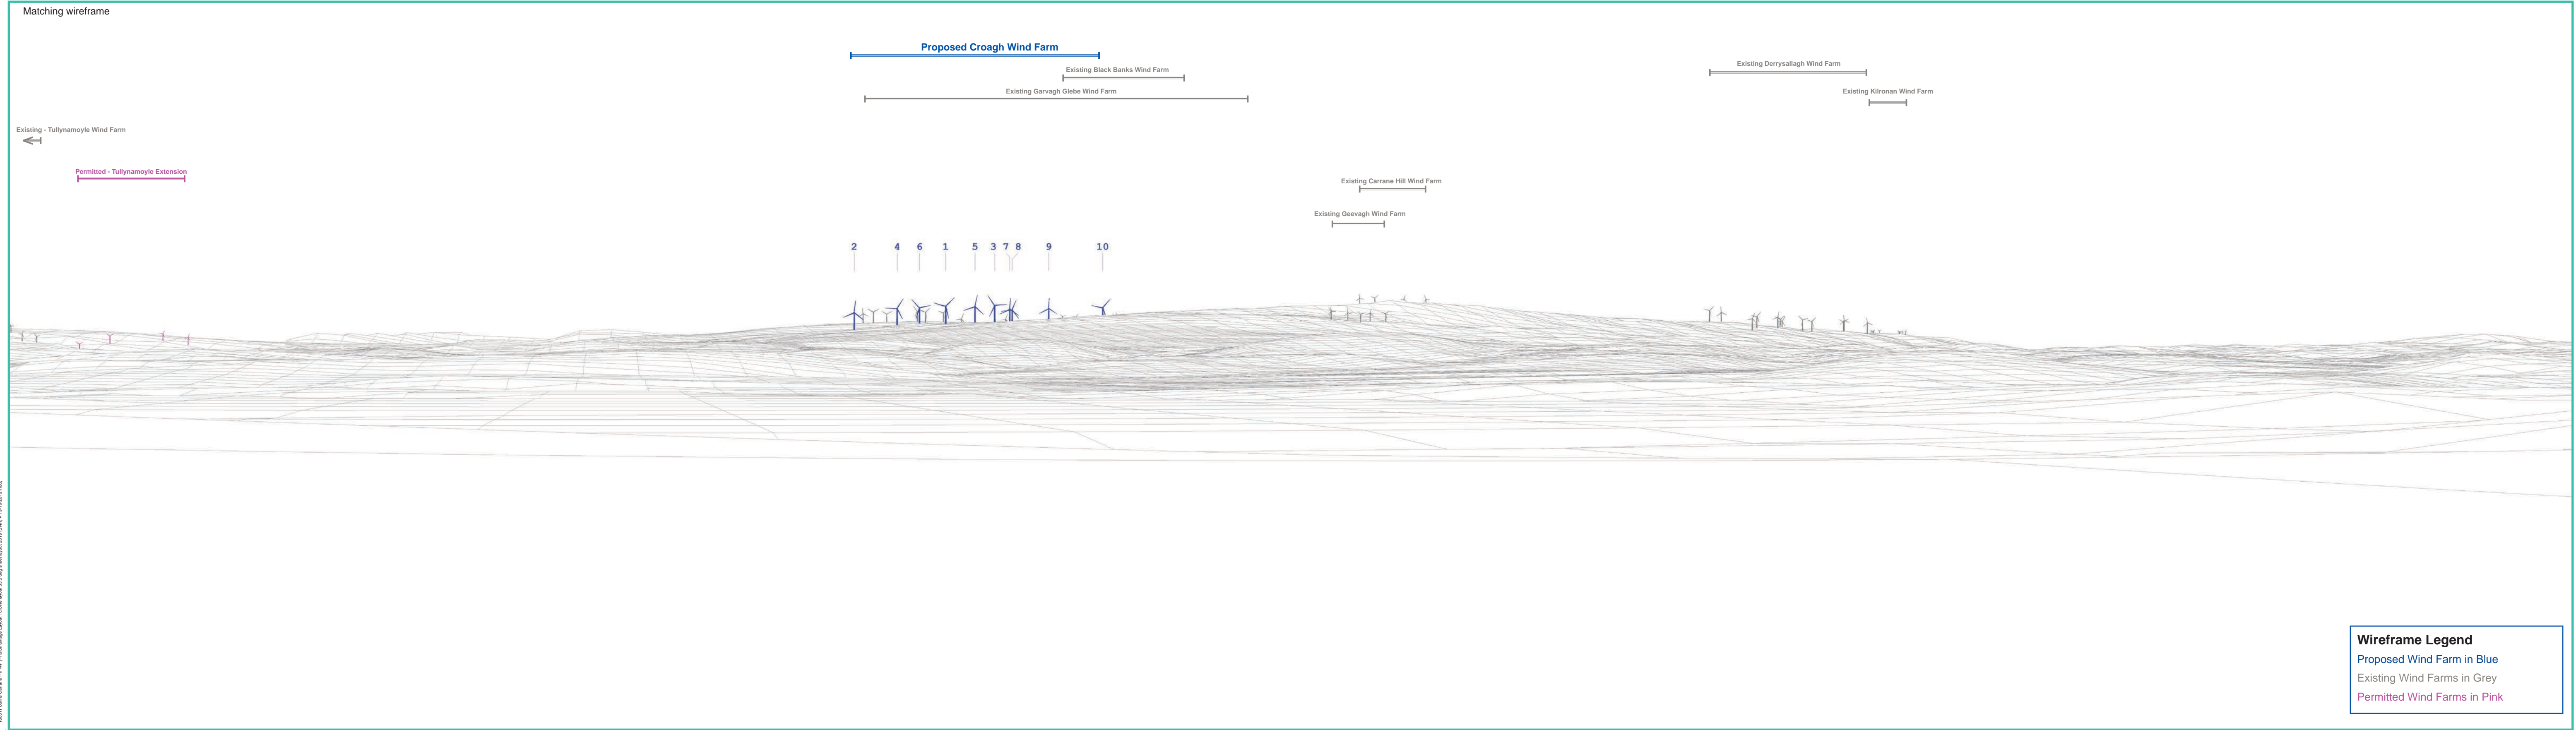 Matching wireframe
Proposed Croagh Wind Farm
Existing Black Banks Wind Farm
Existing Garvagh Glebe Wind Farm
Existing Derrysallagh Wind Farm
Existing Kilronan Wind Farm
Existing - Tullynamoyle Wind Farm
Permitted - Tullynamoyle Extension
Existing Carrane Hill Wind Farm
Existing Geevagh Wind Farm
2 4 6 1 5 3 7 8 9 10
Wireframe Legend
Proposed Wind Farm in Blue
Existing Wind Farms in Grey
Permitted Wind Farms in Pink